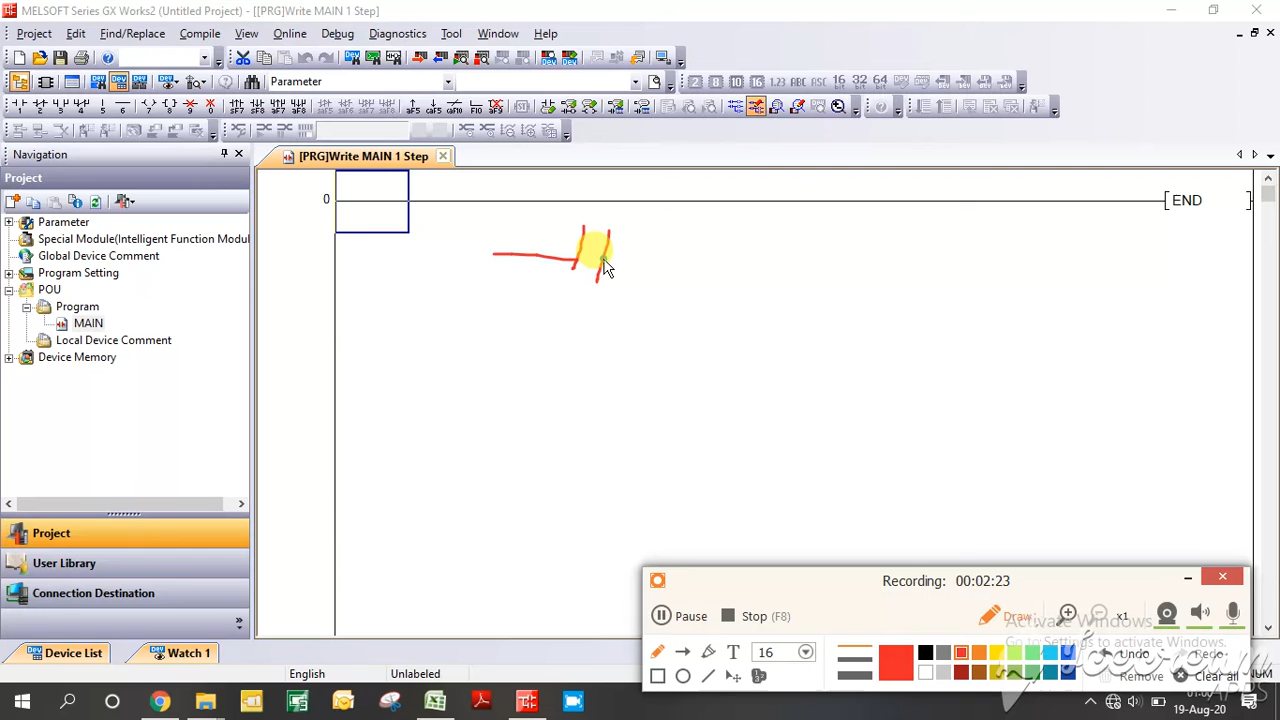 MELSOFT Series GX Works2 (Untitled Project) - [[PRG]Write MAIN 1 Step]
Project Edit Find/Replace Compile View Online Debug Diagnostics Tool Window Help
Parameter
Navigation
[PRG]Write MAIN 1 Step
Project
0
END
Parameter
Special Module(Intelligent Function Modul
Global Device Comment
Program Setting
POU
Program
MAIN
Local Device Comment
Device Memory
Project
User Library
Connection Destination
Device List
Watch 1
English
Unlabeled
NUM
Recording: 00:02:23
Pause
Stop (F8)
Draw
x1
16
Undo
Redo
Remove
Clear all
Activate Windows
Go to Settings to activate Windows.
19-Aug-20